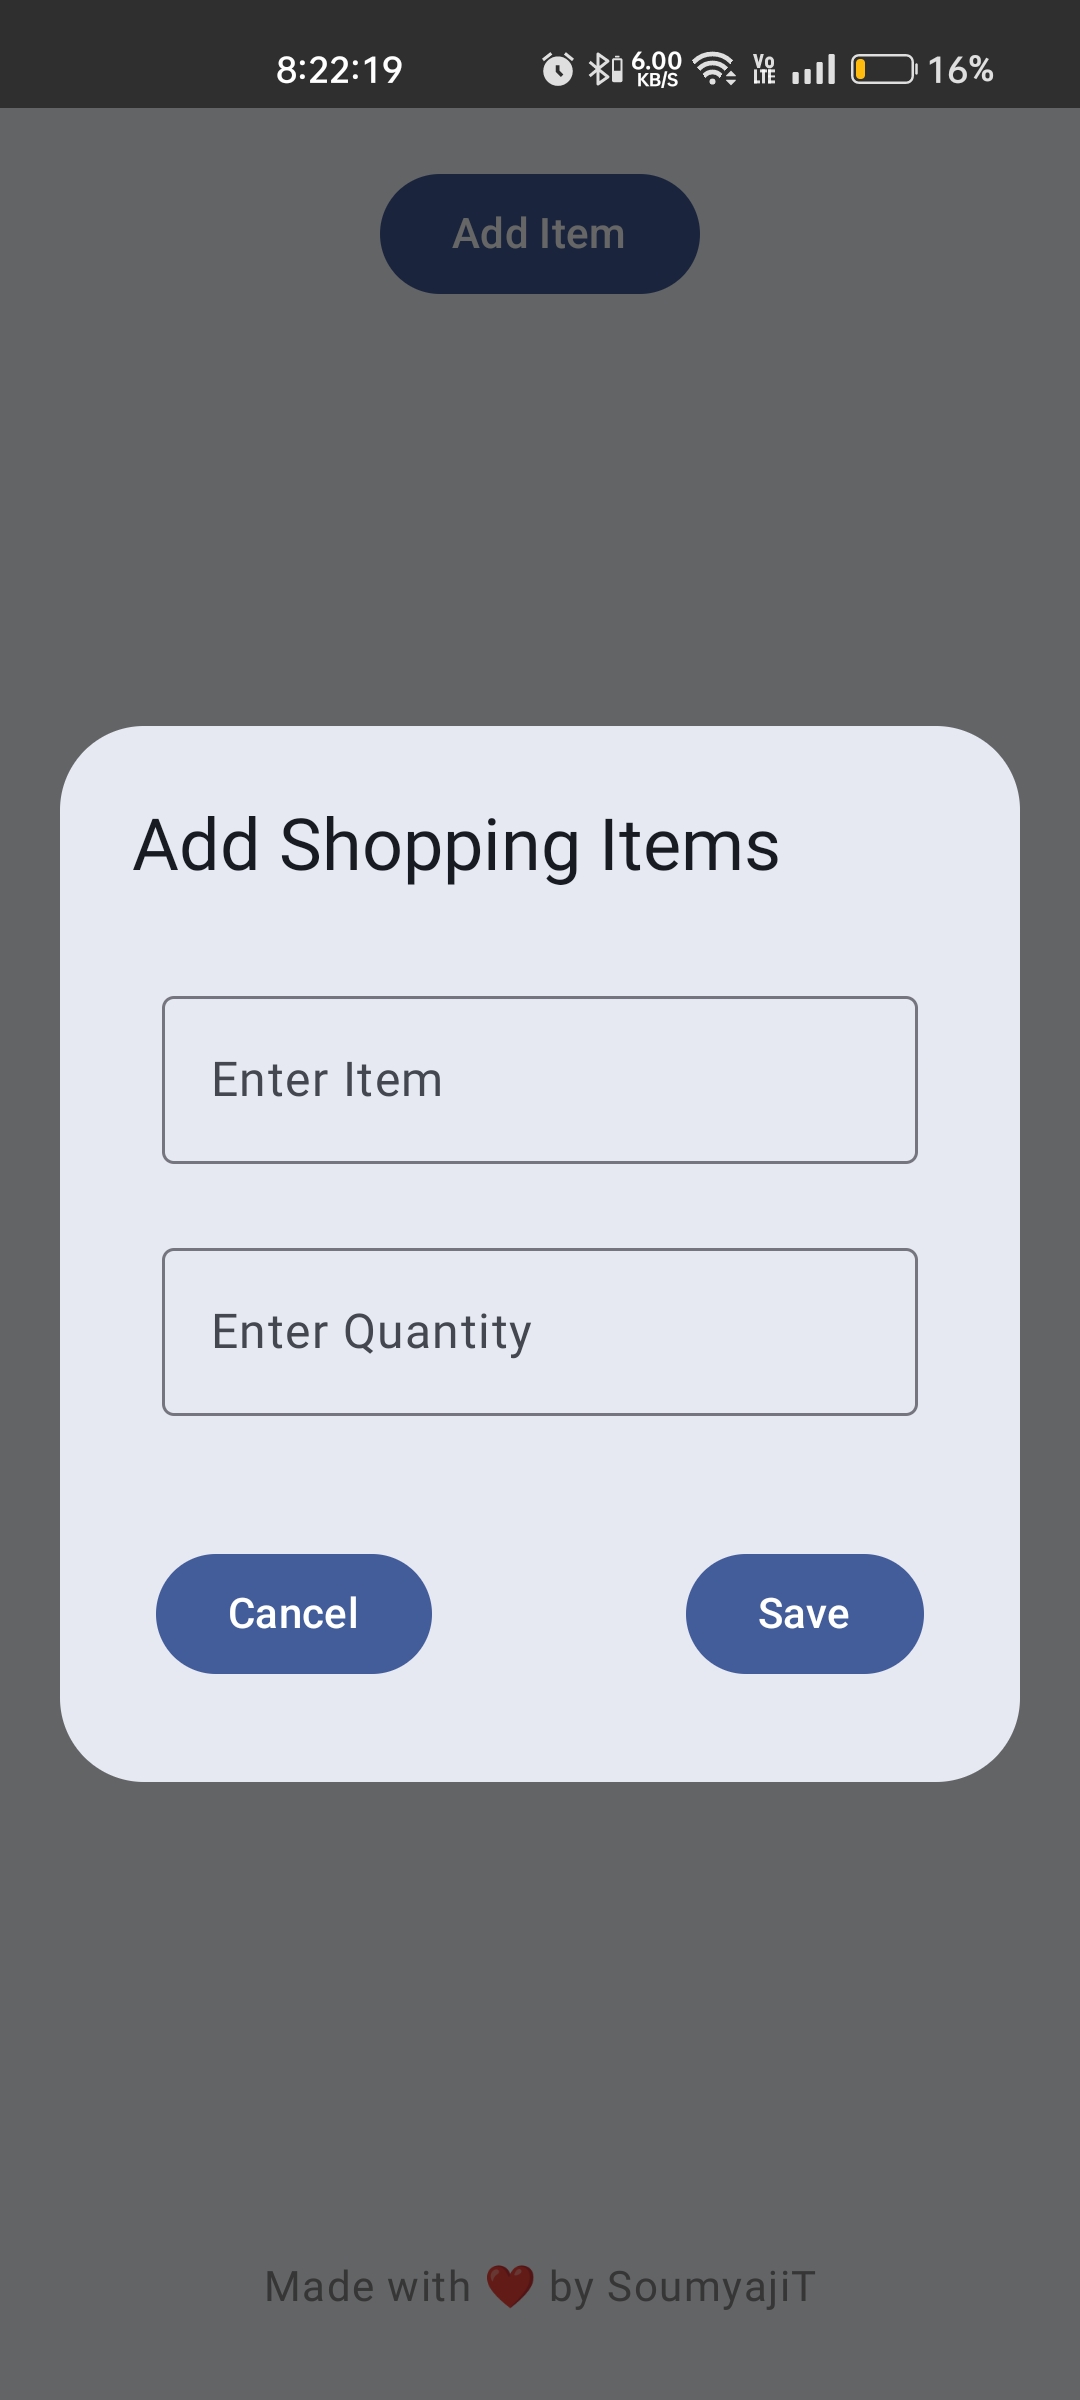 8:22:19 6.00 KB/S Vo LTE 16%
Add Item
Add Shopping Items
Enter Item
Enter Quantity
Cancel Save
Made with ❤️ by SoumyajiT